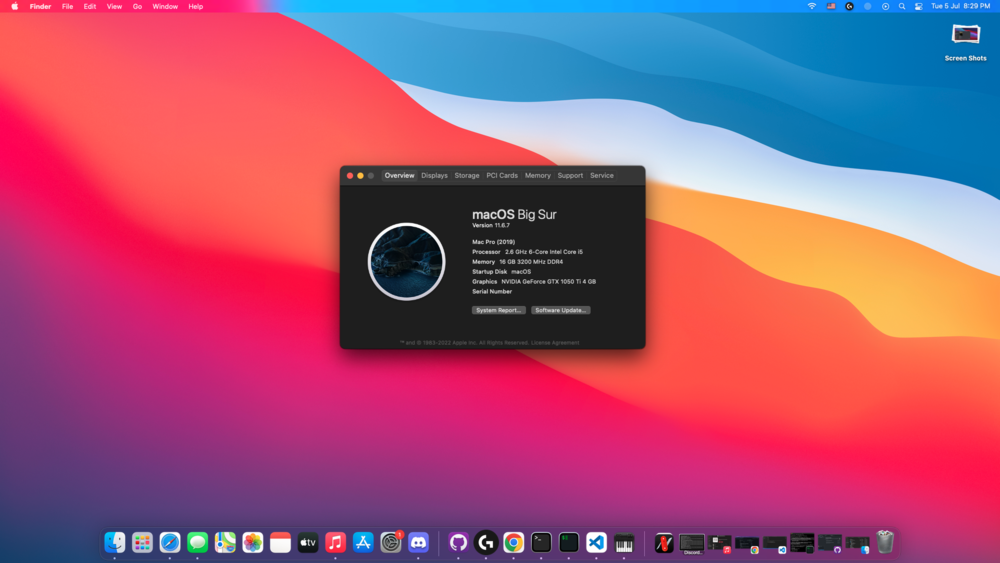 Finder File Edit View Go Window Help
Tue 5 Jul 8:29 PM
Screen Shots
Overview Displays Storage PCI Cards Memory Support Service
macOS Big Sur
Version 11.6.7
Mac Pro (2019)
Processor 2.6 GHz 6-Core Intel Core i5
Memory 16 GB 3200 MHz DDR4
Startup Disk macOS
Graphics NVIDIA GeForce GTX 1050 Ti 4 GB
Serial Number
System Report... Software Update...
™ and © 1983-2022 Apple Inc. All Rights Reserved. License Agreement
tv
1